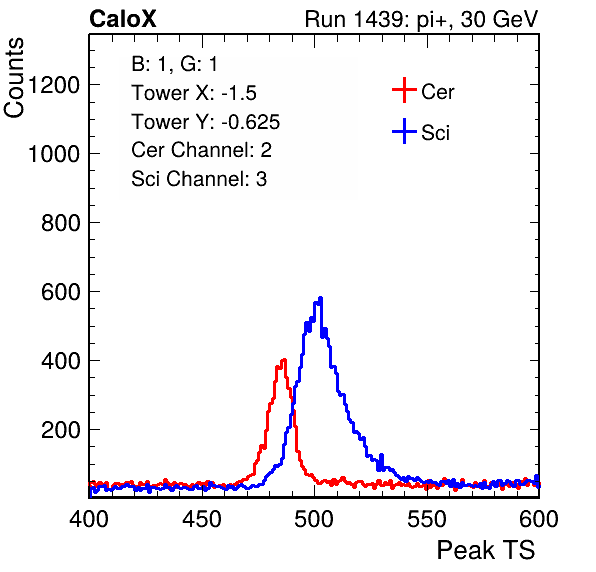 CaloX
Run 1439: pi+, 30 GeV
Counts
B: 1, G: 1
Tower X: -1.5
Tower Y: -0.625
Cer Channel: 2
Sci Channel: 3
Cer
Sci
1200
1000
800
600
400
200
400 450 500 550 600
Peak TS